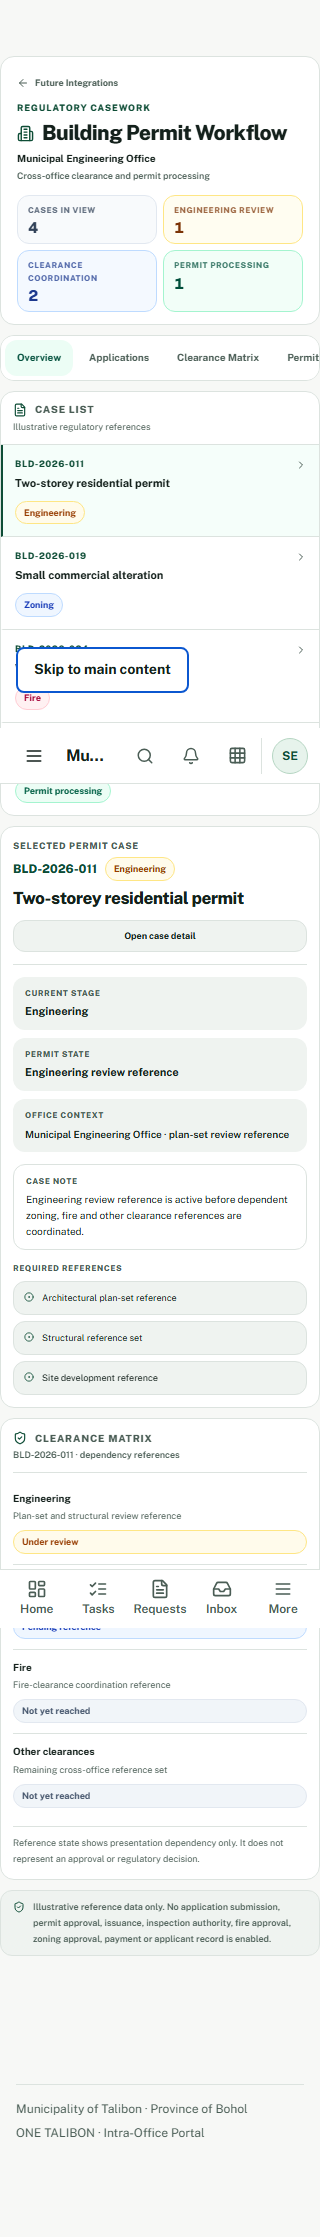 Future Integrations
REGULATORY CASEWORK
Building Permit Workflow
Municipal Engineering Office
Cross-office clearance and permit processing
CASES IN VIEW
4
ENGINEERING REVIEW
1
CLEARANCE
COORDINATION
2
PERMIT PROCESSING
1
Overview
Applications
Clearance Matrix
Permit
CASE LIST
Illustrative regulatory references
BLD-2026-011
Two-storey residential permit
Engineering
BLD-2026-019
Small commercial alteration
Zoning
Skip to main content
Fire
Mu...
SE
Permit processing
SELECTED PERMIT CASE
BLD-2026-011
Engineering
Two-storey residential permit
Open case detail
CURRENT STAGE
Engineering
PERMIT STATE
Engineering review reference
OFFICE CONTEXT
Municipal Engineering Office · plan-set review reference
CASE NOTE
Engineering review reference is active before dependent
zoning, fire and other clearance references are
coordinated.
REQUIRED REFERENCES
Architectural plan-set reference
Structural reference set
Site development reference
CLEARANCE MATRIX
BLD-2026-011 · dependency references
Engineering
Plan-set and structural review reference
Under review
Home
Tasks
Requests
Inbox
More
Pending reference
Fire
Fire-clearance coordination reference
Not yet reached
Other clearances
Remaining cross-office reference set
Not yet reached
Reference state shows presentation dependency only. It does not
represent an approval or regulatory decision.
Illustrative reference data only. No application submission,
permit approval, issuance, inspection authority, fire approval,
zoning approval, payment or applicant record is enabled.
Municipality of Talibon · Province of Bohol
ONE TALIBON · Intra-Office Portal